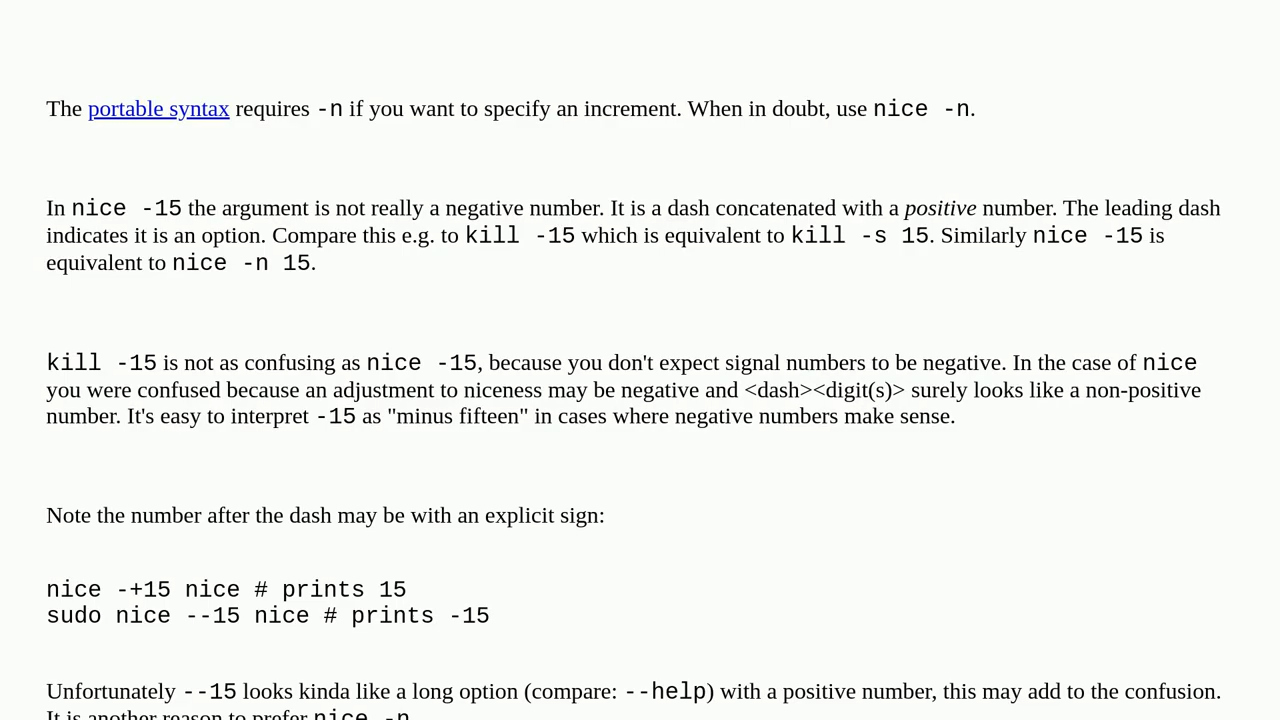 The portable syntax requires -n if you want to specify an increment. When in doubt, use nice -n.
In nice -15 the argument is not really a negative number. It is a dash concatenated with a positive number. The leading dash
indicates it is an option. Compare this e.g. to kill -15 which is equivalent to kill -s 15. Similarly nice -15 is
equivalent to nice -n 15.
kill -15 is not as confusing as nice -15, because you don't expect signal numbers to be negative. In the case of nice
you were confused because an adjustment to niceness may be negative and <dash><digit(s)> surely looks like a non-positive
number. It's easy to interpret -15 as "minus fifteen" in cases where negative numbers make sense.
Note the number after the dash may be with an explicit sign:
nice -+15 nice # prints 15
sudo nice --15 nice # prints -15
Unfortunately --15 looks kinda like a long option (compare: --help) with a positive number, this may add to the confusion.
It is another reason to prefer nice -n.